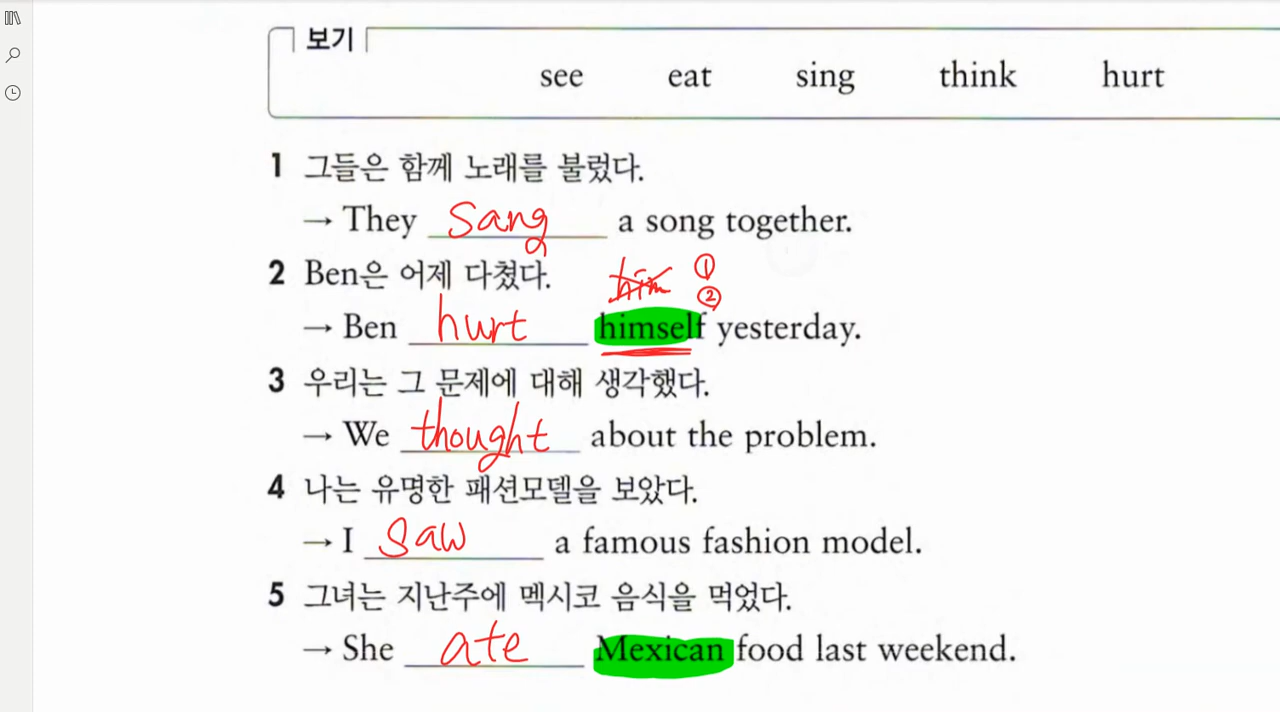 보기
see eat sing think hurt
1 그들은 함께 노래를 불렀다.
→ They sang a song together.
2 Ben은 어제 다쳤다. him ①
②
→ Ben hurt himself yesterday.
3 우리는 그 문제에 대해 생각했다.
→ We thought about the problem.
4 나는 유명한 패션모델을 보았다.
→ I saw a famous fashion model.
5 그녀는 지난주에 멕시코 음식을 먹었다.
→ She ate Mexican food last weekend.